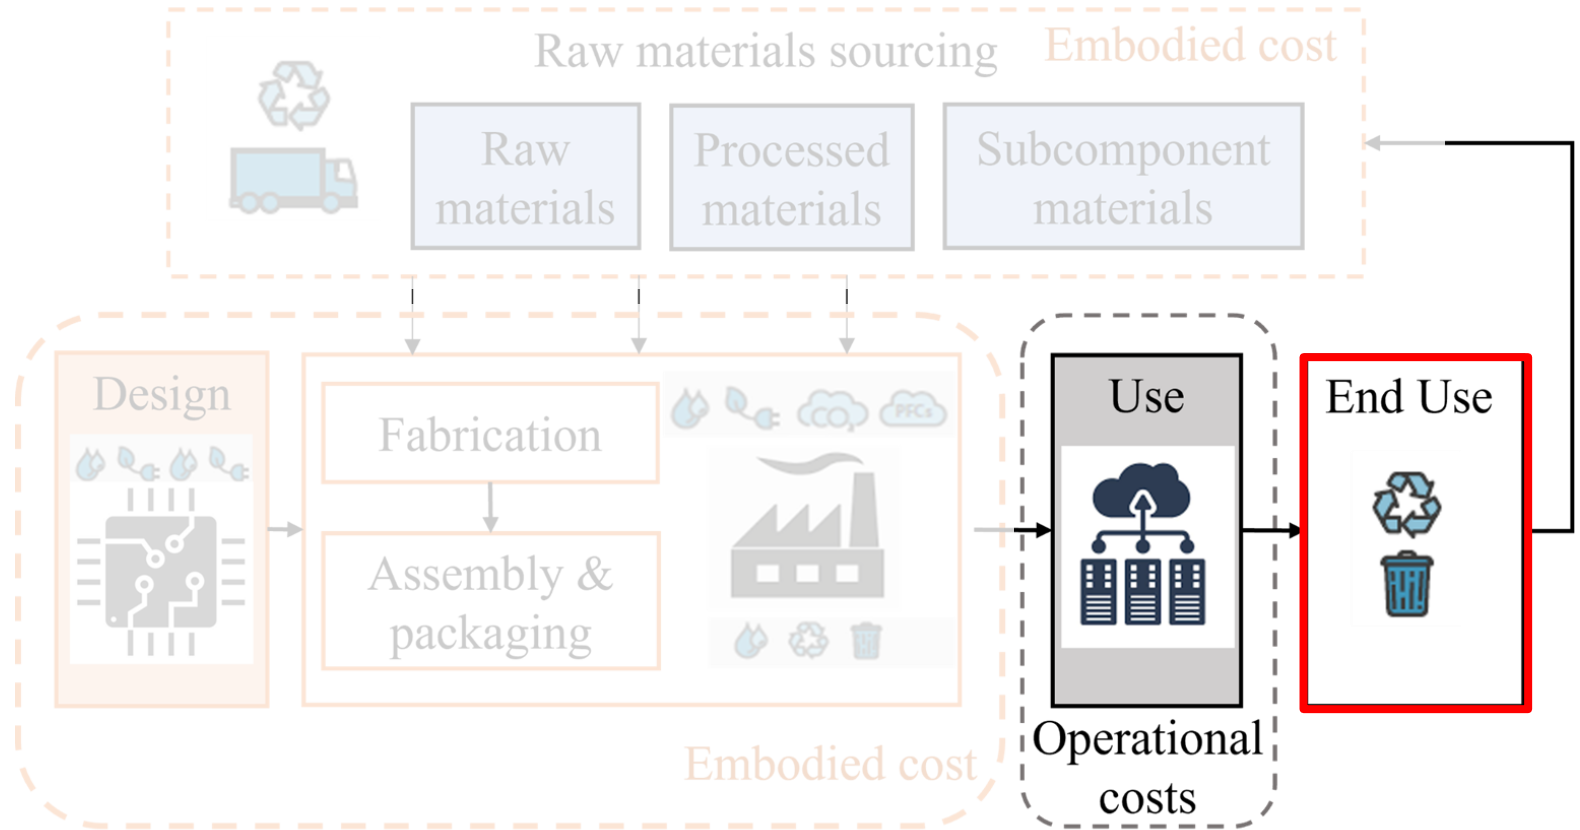 Raw materials sourcing
Embodied cost
Raw
materials
Processed
materials
Subcomponent
materials
Design
Fabrication
Assembly &
packaging
CO2
PFCs
Embodied cost
Use
Operational
costs
End Use